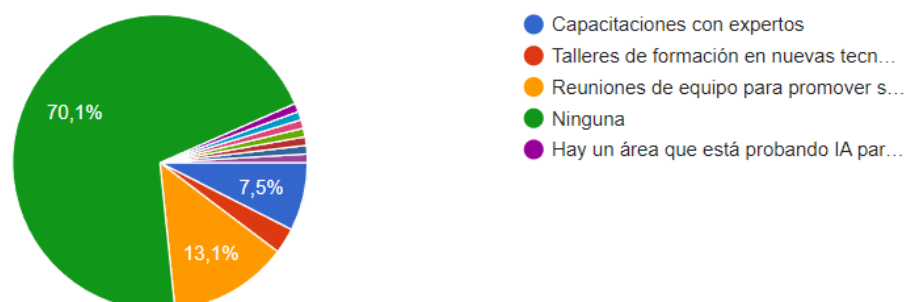 70,1%
7,5%
13,1%
Capacitaciones con expertos
Talleres de formación en nuevas tecn...
Reuniones de equipo para promover s...
Ninguna
Hay un área que está probando IA par...